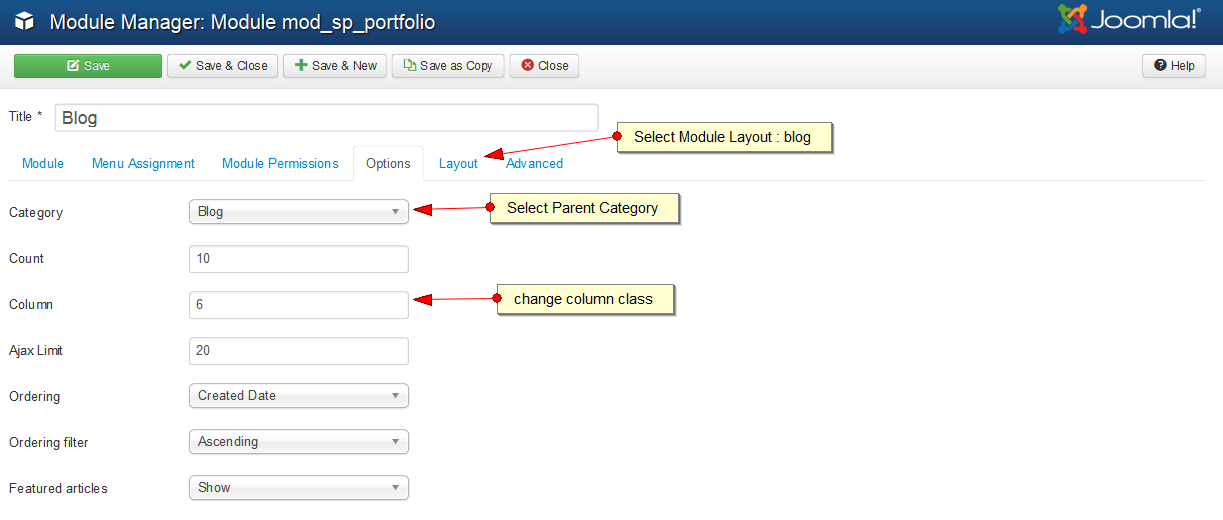 Module Manager: Module mod_sp_portfolio
Joomla!®
Save
Save & Close
Save & New
Save as Copy
Close
Help
Title *
Blog
Select Module Layout : blog
Module
Menu Assignment
Module Permissions
Options
Layout
Advanced
Category
Blog
Select Parent Category
Count
10
Column
6
change column class
Ajax Limit
20
Ordering
Created Date
Ordering filter
Ascending
Featured articles
Show